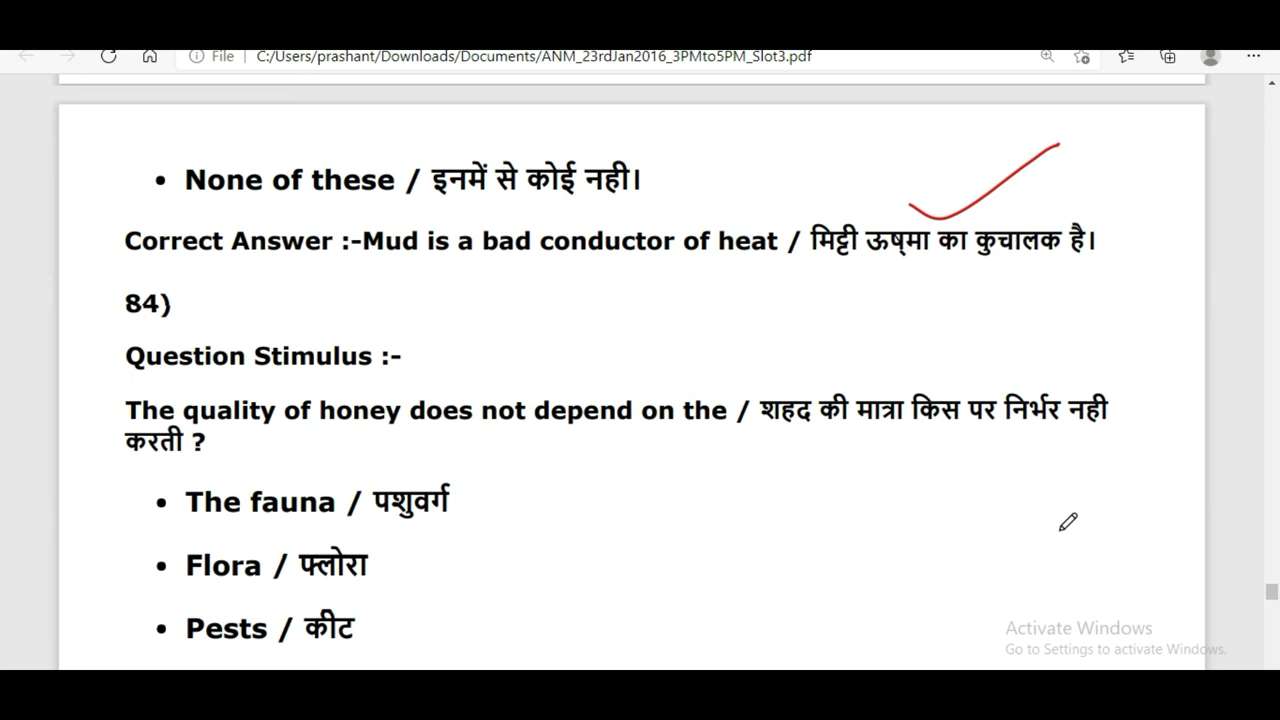 File C:/Users/prashant/Downloads/Documents/ANM_23rdJan2016_3PMto5PM_Slot3.pdf
• None of these / इनमें से कोई नही।
Correct Answer :-Mud is a bad conductor of heat / मिट्टी ऊष्मा का कुचालक है।
84)
Question Stimulus :-
The quality of honey does not depend on the / शहद की मात्रा किस पर निर्भर नही
करती ?
• The fauna / पशुवर्ग
• Flora / फ्लोरा
• Pests / कीट
Activate Windows
Go to Settings to activate Windows.